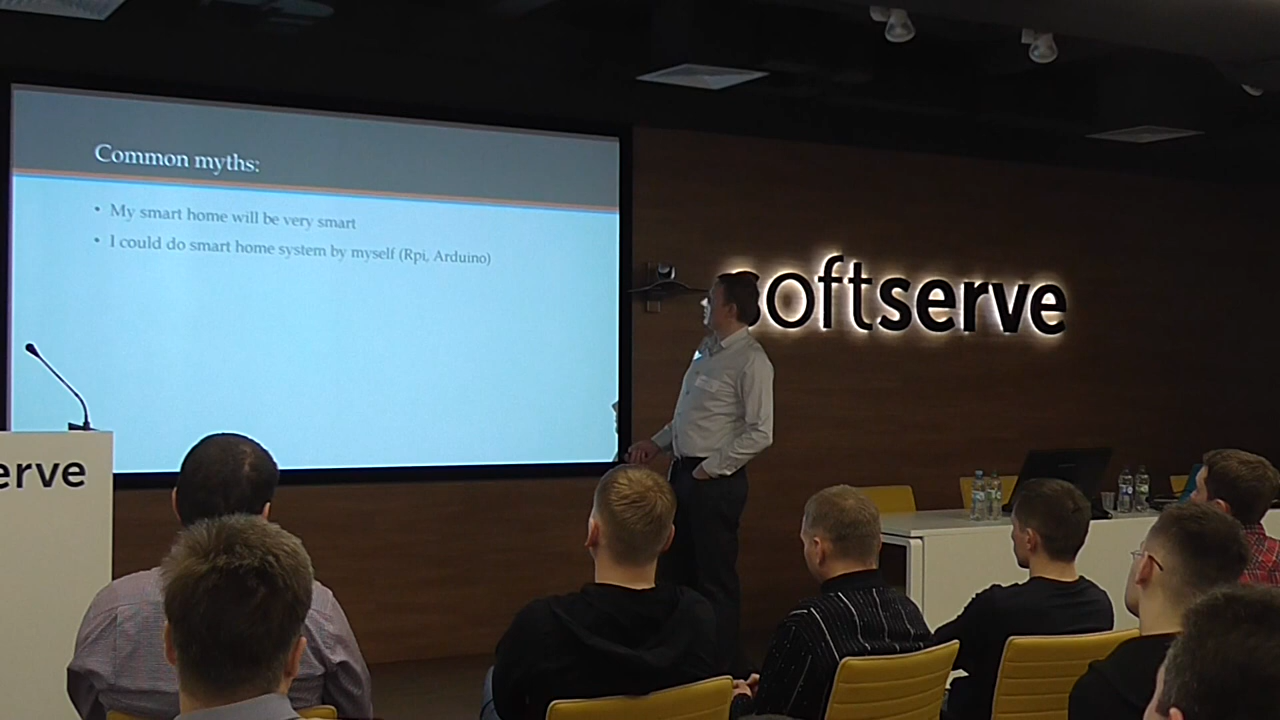 Common myths:
• My smart home will be very smart
• I could do smart home system by myself (Rpi, Arduino)
softserve
erve